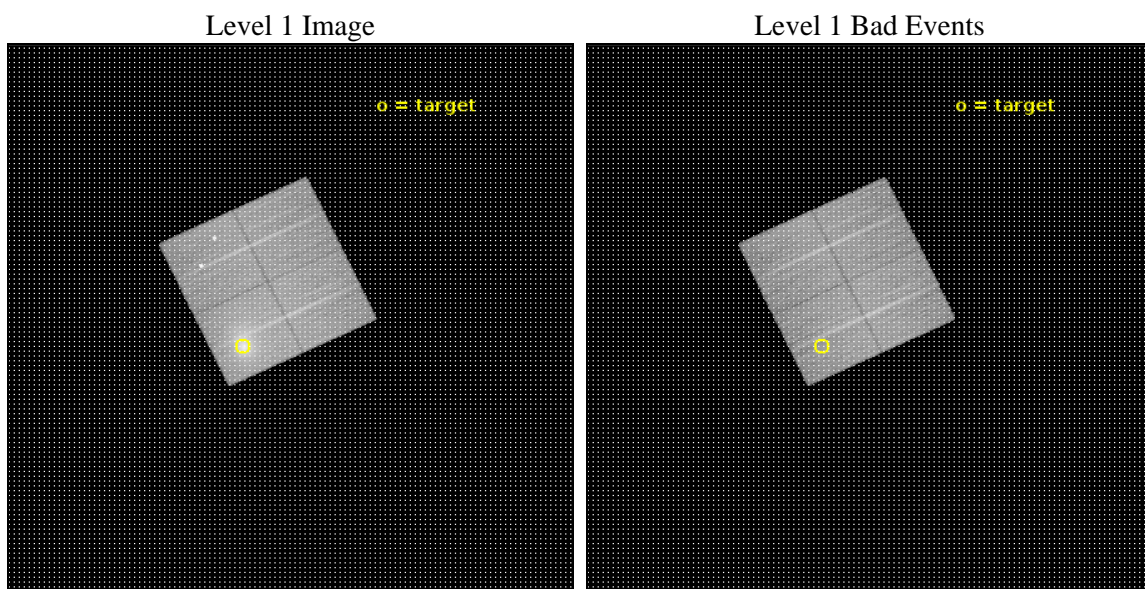 Level 1 Image
Level 1 Bad Events
o = target
o = target